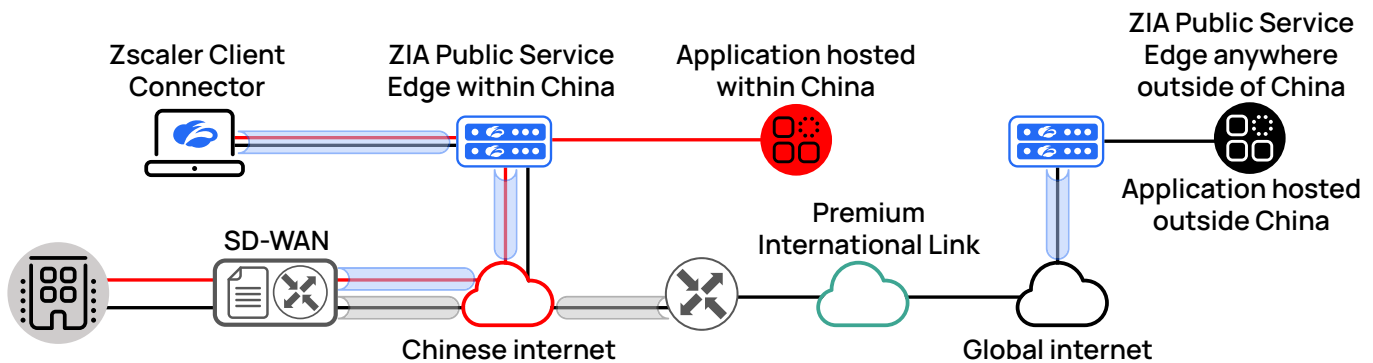 Zscaler Client
Connector
ZIA Public Service
Edge within China
Application hosted
within China
ZIA Public Service
Edge anywhere
outside of China
Application hosted
outside China
Premium
International Link
SD-WAN
Chinese internet
Global internet